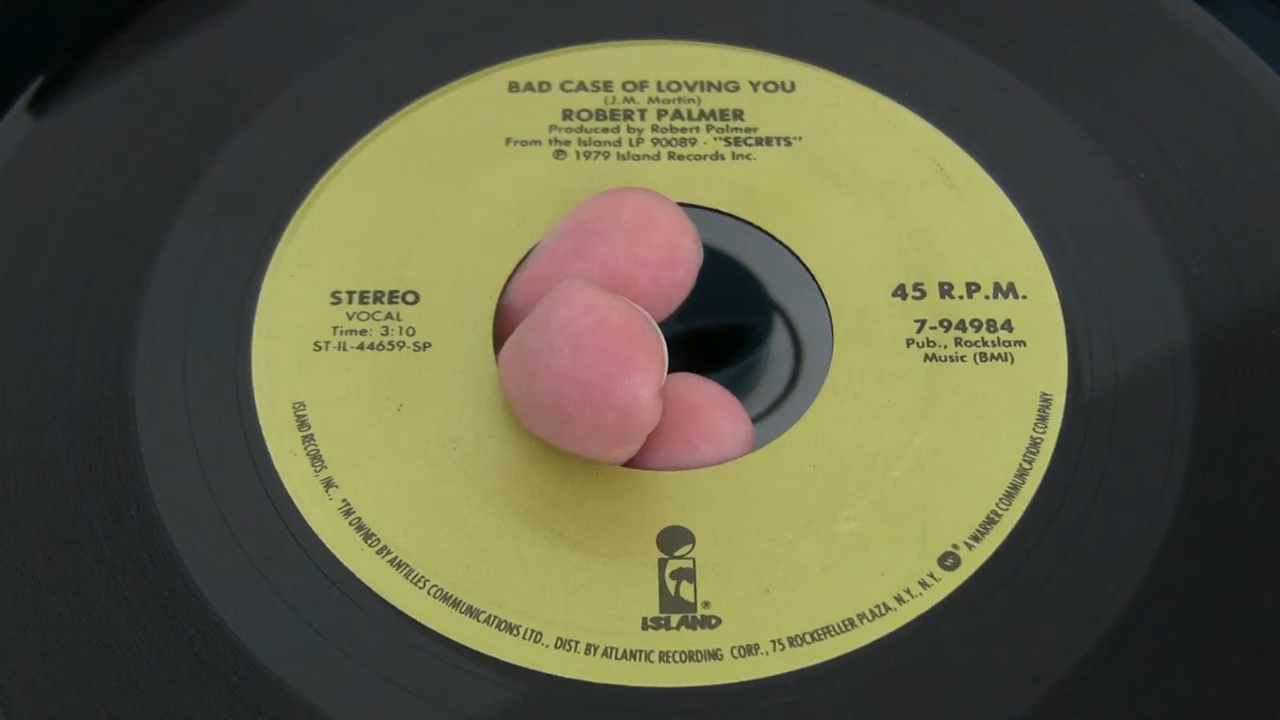 BAD CASE OF LOVING YOU
(J.M. Martin)
ROBERT PALMER
Produced by Robert Palmer
From the Island LP 90089 - "SECRETS"
℗ 1979 Island Records Inc.
STEREO
VOCAL
Time: 3:10
ST-IL-44659-SP
45 R.P.M.
7-94984
Pub., Rockslam
Music (BMI)
ISLAND®
ISLAND RECORDS, INC., *TM OWNED BY ANTILLES COMMUNICATIONS LTD., DIST. BY ATLANTIC RECORDING CORP., 75 ROCKEFELLER PLAZA, N.Y., N.Y. ® A WARNER COMMUNICATIONS COMPANY